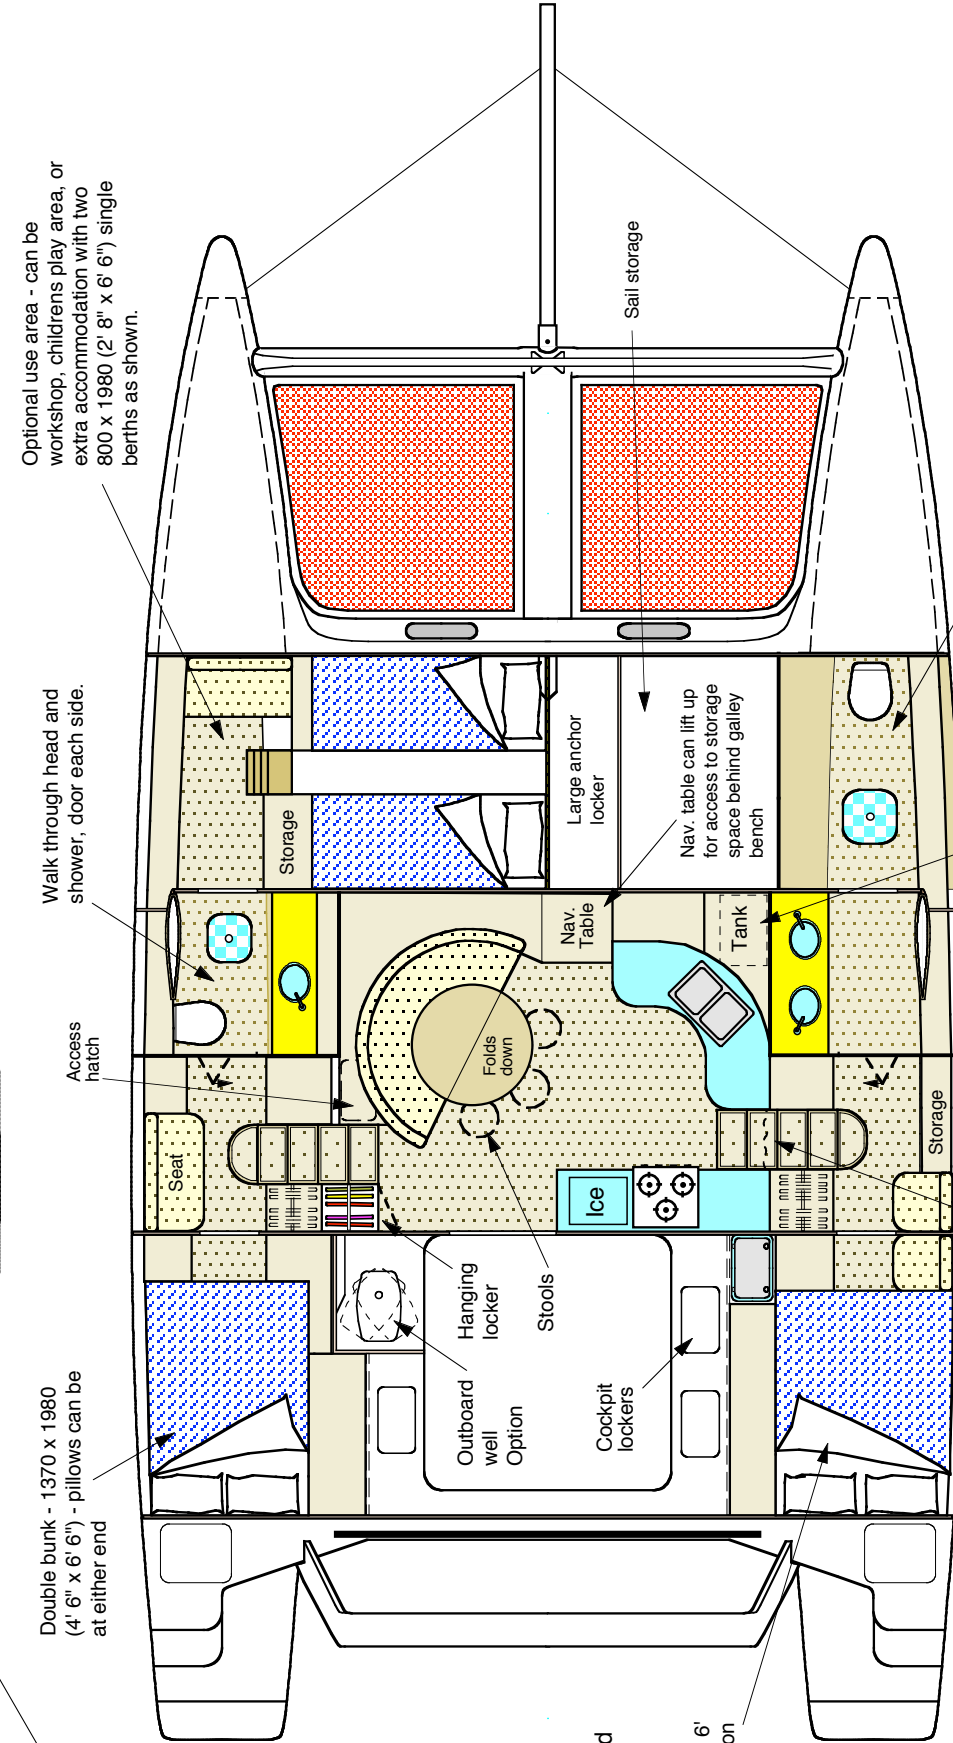 Optional use area - can be
workshop, childrens play area, or
extra accommodation with two
800 x 1980 (2' 8" x 6' 6") single
berths as shown.
Walk through head and
shower, door each side.
Access
hatch
Double bunk - 1370 x 1980
(4' 6" x 6' 6") - pillows can be
at either end
Sail storage
Storage
Large anchor
locker
Nav. table can lift up
for access to storage
space behind galley
bench
Nav.
Table
Tank
Folds
down
Seat
Ice
Storage
Hanging
locker
Stools
Outboard
well
Option
Cockpit
lockers
6'